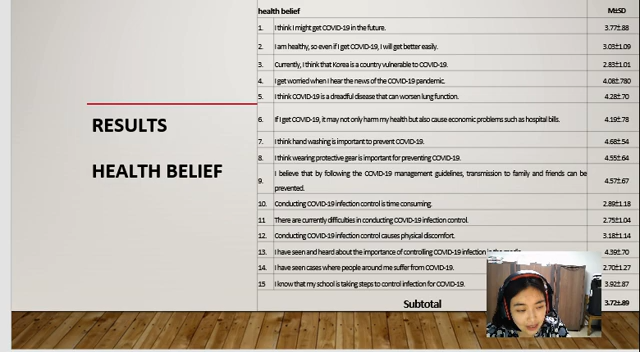 health belief M±SD
1. I think I might get COVID-19 in the future. 3.77±.88
2. I am healthy, so even if I get COVID-19, I will get better easily. 3.03±1.09
3. Currently, I think that Korea is a country vulnerable to COVID-19. 2.83±1.01
4. I get worried when I hear the news of the COVID-19 pandemic. 4.08±.780
5. I think COVID-19 is a dreadful disease that can worsen lung function. 4.28±.70
6. If I get COVID-19, it may not only harm my health but also cause economic problems such as hospital bills. 4.19±.78
7. I think hand washing is important to prevent COVID-19. 4.68±.54
8. I think wearing protective gear is important for preventing COVID-19. 4.55±.64
9. I believe that by following the COVID-19 management guidelines, transmission to family and friends can be
prevented. 4.57±.67
10. Conducting COVID-19 infection control is time consuming. 2.89±1.18
11 There are currently difficulties in conducting COVID-19 infection control. 2.75±1.04
12. Conducting COVID-19 infection control causes physical discomfort. 3.18±1.14
13. I have seen and heard about the importance of controlling COVID-19 infection 4.39±.70
14. I have seen cases where people around me suffer from COVID-19. 2.70±1.27
15 I know that my school is taking steps to control infection for COVID-19. 3.92±.87
Subtotal 3.72±.89
RESULTS
HEALTH BELIEF